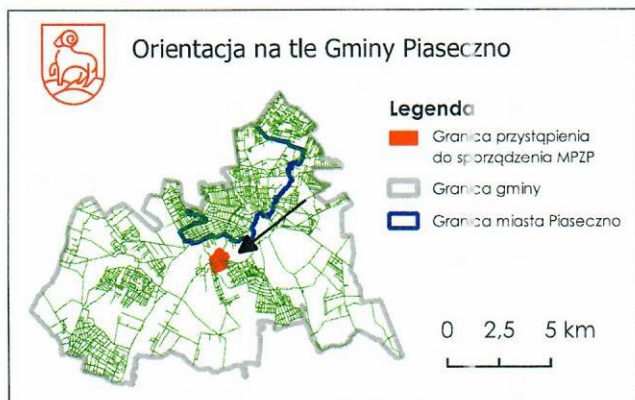 Orientacja na tle Gminy Piaseczno
Legenda
Granica przystąpienia
do sporządzenia MPZP
Granica gminy
Granica miasta Piaseczno
0 2,5 5 km